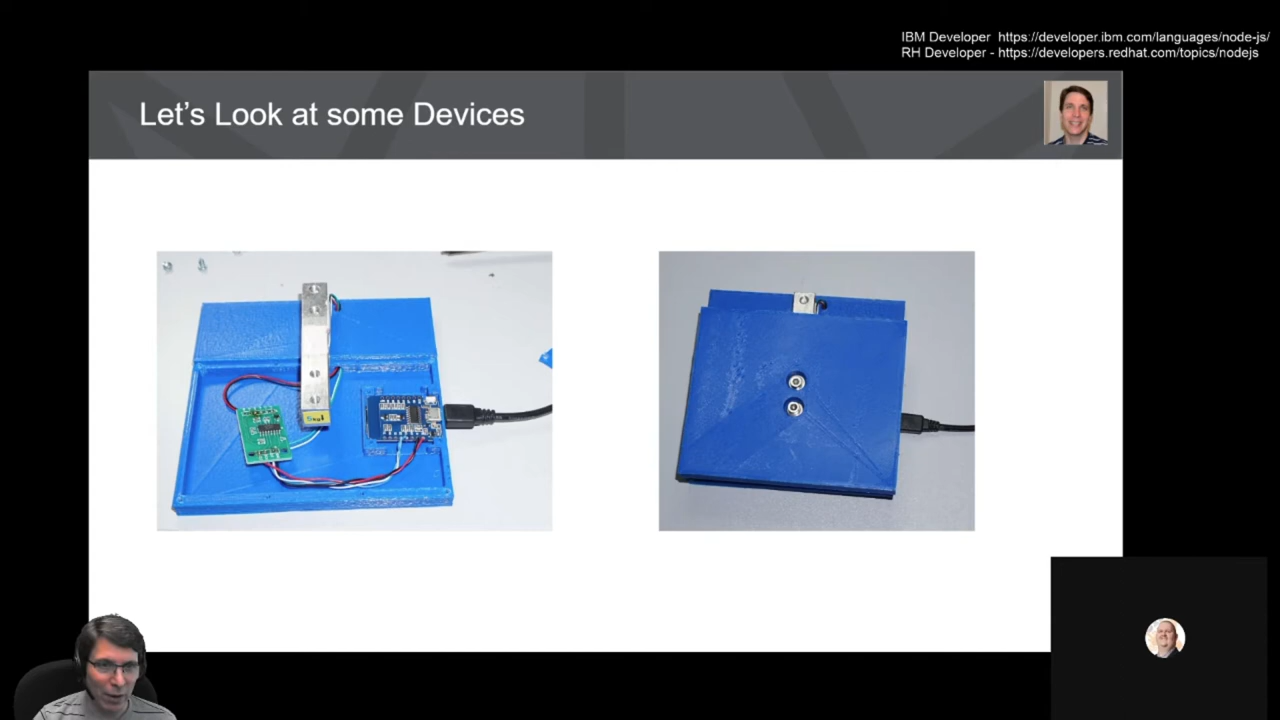 IBM Developer https://developer.ibm.com/languages/node-js/
RH Developer - https://developers.redhat.com/topics/nodejs
Let's Look at some Devices